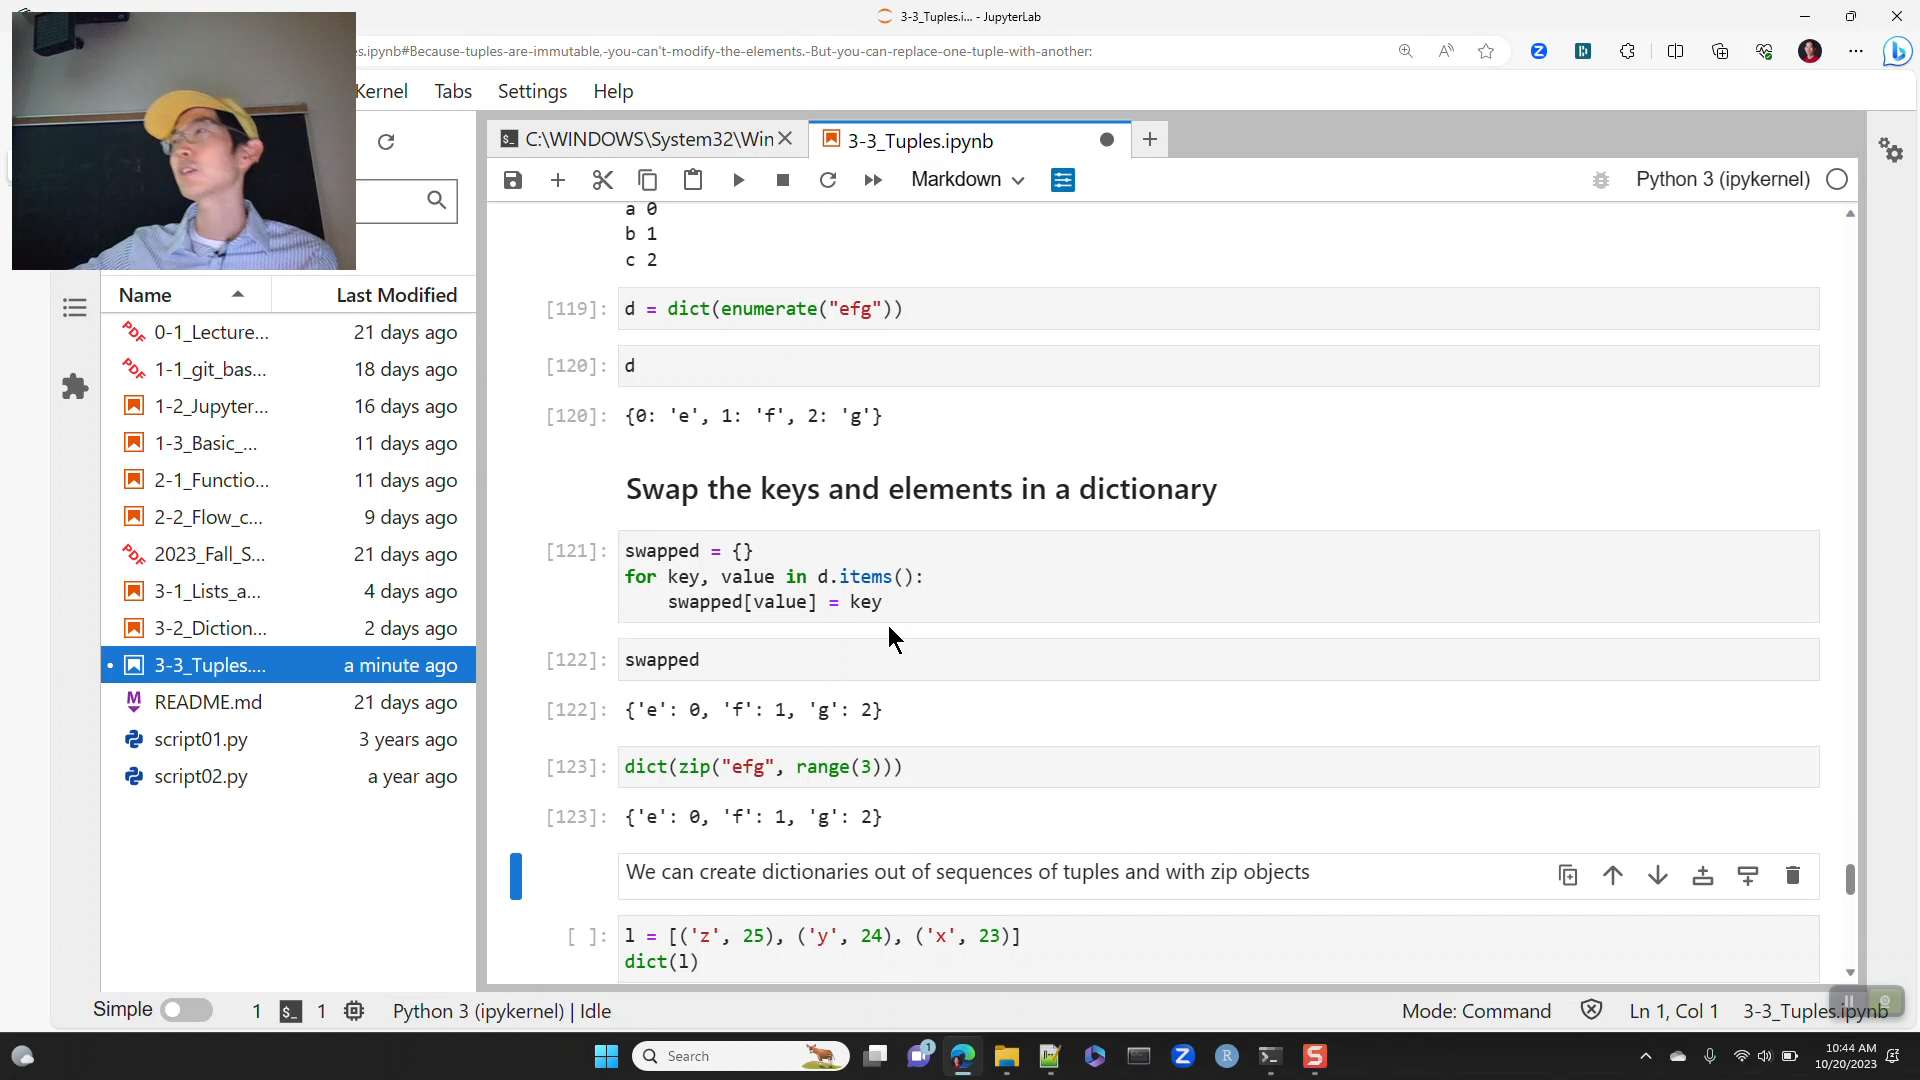 3-3_Tuples.i... - JupyterLab
s.ipynb#Because-tuples-are-immutable,-you-can't-modify-the-elements.-But-you-can-replace-one-tuple-with-another:
Kernel Tabs Settings Help
C:\WINDOWS\System32\Win
3-3_Tuples.ipynb
Markdown
Python 3 (ipykernel)
Name Last Modified
0-1_Lecture... 21 days ago
1-1_git_bas... 18 days ago
1-2_Jupyter... 16 days ago
1-3_Basic_... 11 days ago
2-1_Functio... 11 days ago
2-2_Flow_c... 9 days ago
2023_Fall_S... 21 days ago
3-1_Lists_a... 4 days ago
3-2_Diction... 2 days ago
3-3_Tuples.... a minute ago
README.md 21 days ago
script01.py 3 years ago
script02.py a year ago
a 0
b 1
c 2
[119]: d = dict(enumerate("efg"))
[120]: d
[120]: {0: 'e', 1: 'f', 2: 'g'}
Swap the keys and elements in a dictionary
[121]: swapped = {}
for key, value in d.items():
swapped[value] = key
[122]: swapped
[122]: {'e': 0, 'f': 1, 'g': 2}
[123]: dict(zip("efg", range(3)))
[123]: {'e': 0, 'f': 1, 'g': 2}
We can create dictionaries out of sequences of tuples and with zip objects
[ ]: l = [('z', 25), ('y', 24), ('x', 23)]
dict(l)
Simple 1 1 Python 3 (ipykernel) | Idle
Mode: Command Ln 1, Col 1 3-3_Tuples.ipynb
Search
1
10:44 AM
10/20/2023